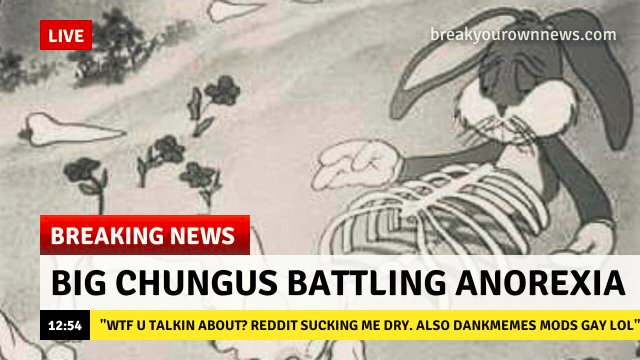 LIVE
breakyourownnews.com
BREAKING NEWS
BIG CHUNGUS BATTLING ANOREXIA
12:54 "WTF U TALKIN ABOUT? REDDIT SUCKING ME DRY. ALSO DANKMEMES MODS GAY LOL"